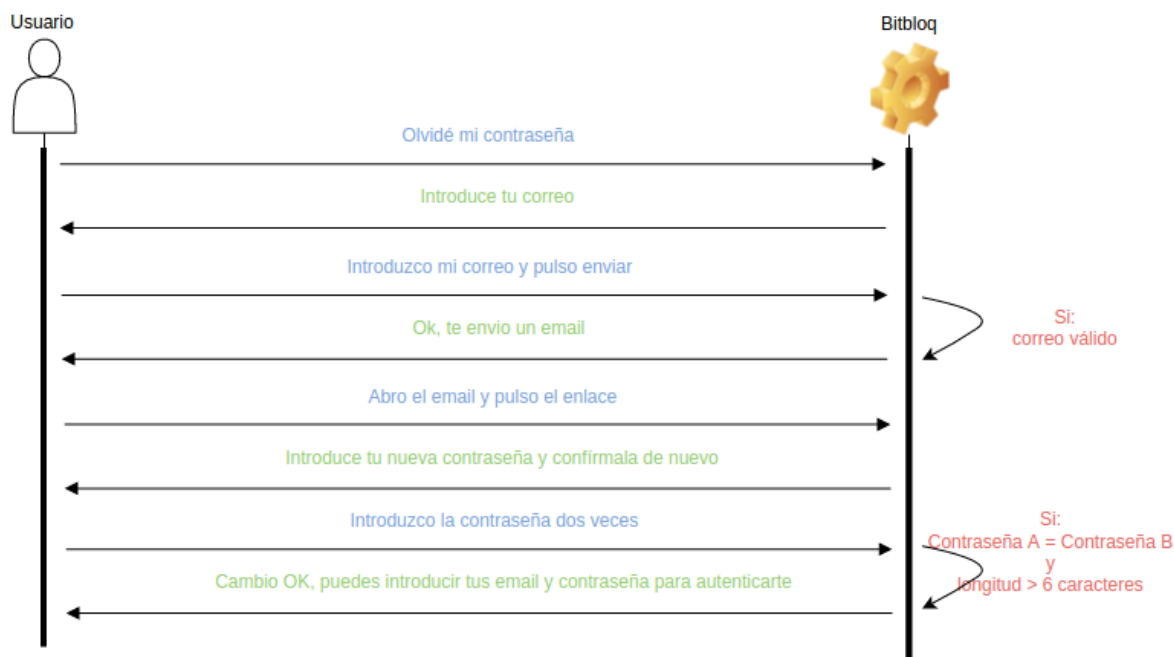 Usuario
Bitbloq
Olvidé mi contraseña
Introduce tu correo
Introduzco mi correo y pulso enviar
Si:
correo válido
Ok, te envio un email
Abro el email y pulso el enlace
Introduce tu nueva contraseña y confírmala de nuevo
Introduzco la contraseña dos veces
Si:
Contraseña A = Contraseña B
y
longitud > 6 caracteres
Cambio OK, puedes introducir tus email y contraseña para autenticarte